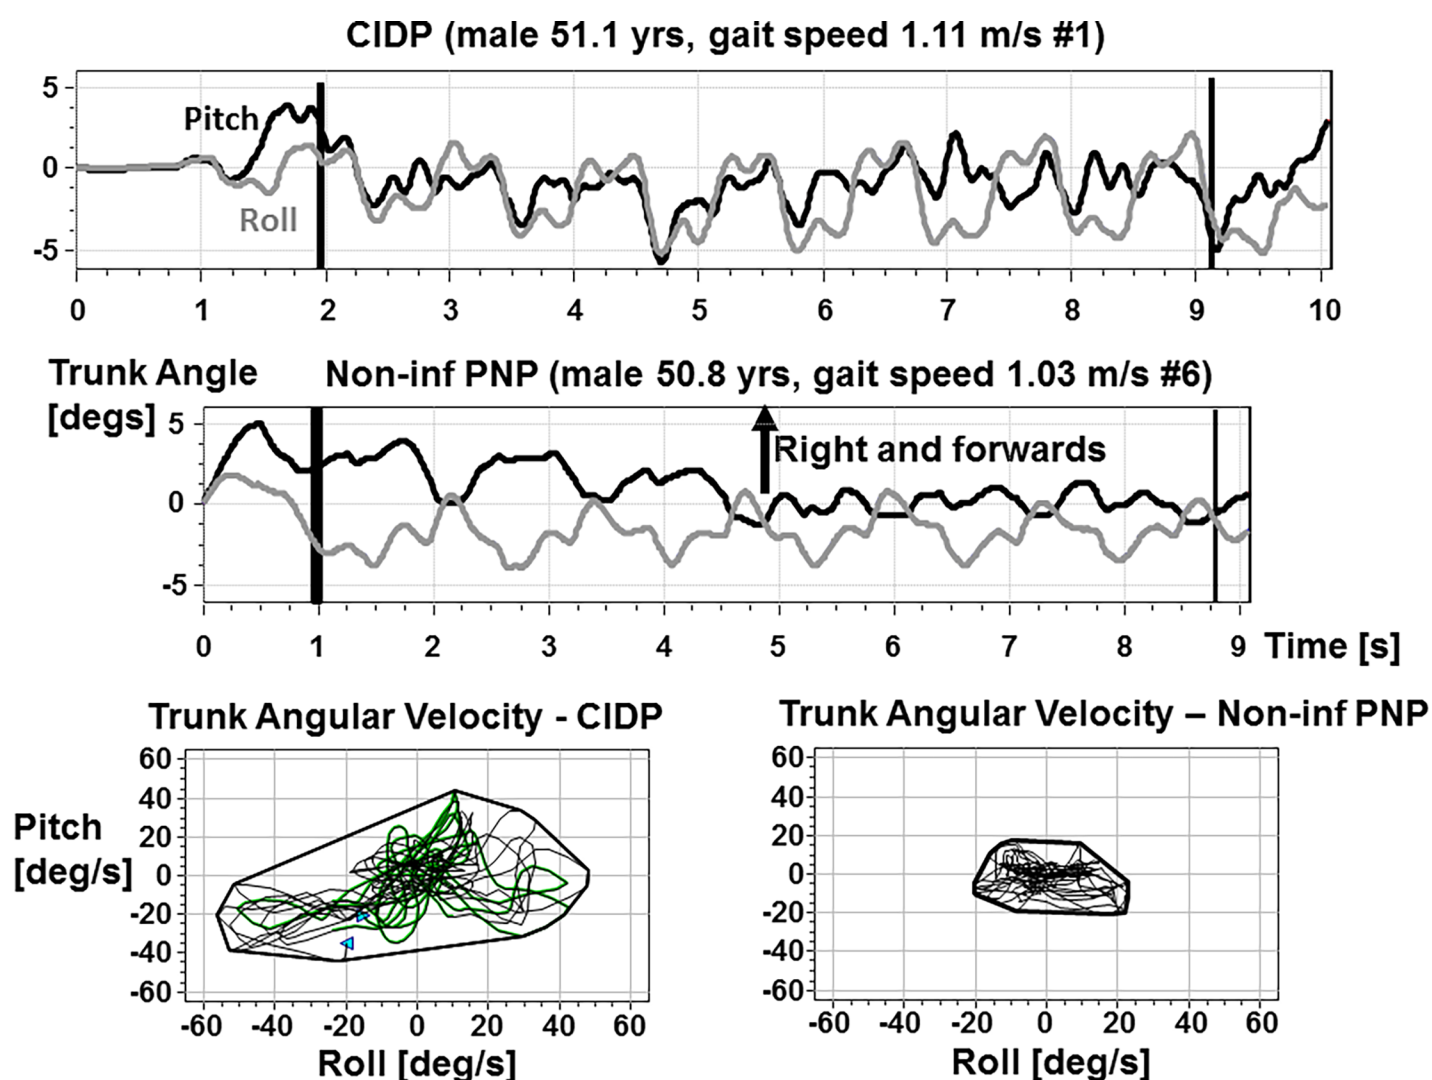 CIDP (male 51.1 yrs, gait speed 1.11 m/s #1)
5
Pitch
0
Roll
-5
0 1 2 3 4 5 6 7 8 9 10
Trunk Angle
[degs]
Non-inf PNP (male 50.8 yrs, gait speed 1.03 m/s #6)
5
Right and forwards
0
-5
0 1 2 3 4 5 6 7 8 9 Time [s]
Trunk Angular Velocity - CIDP
60
40
Pitch
[deg/s]
20
0
-20
-40
-60
-60 -40 -20 0 20 40 60
Roll [deg/s]
Trunk Angular Velocity – Non-inf PNP
60
40
20
0
-20
-40
-60
-60 -40 -20 0 20 40 60
Roll [deg/s]